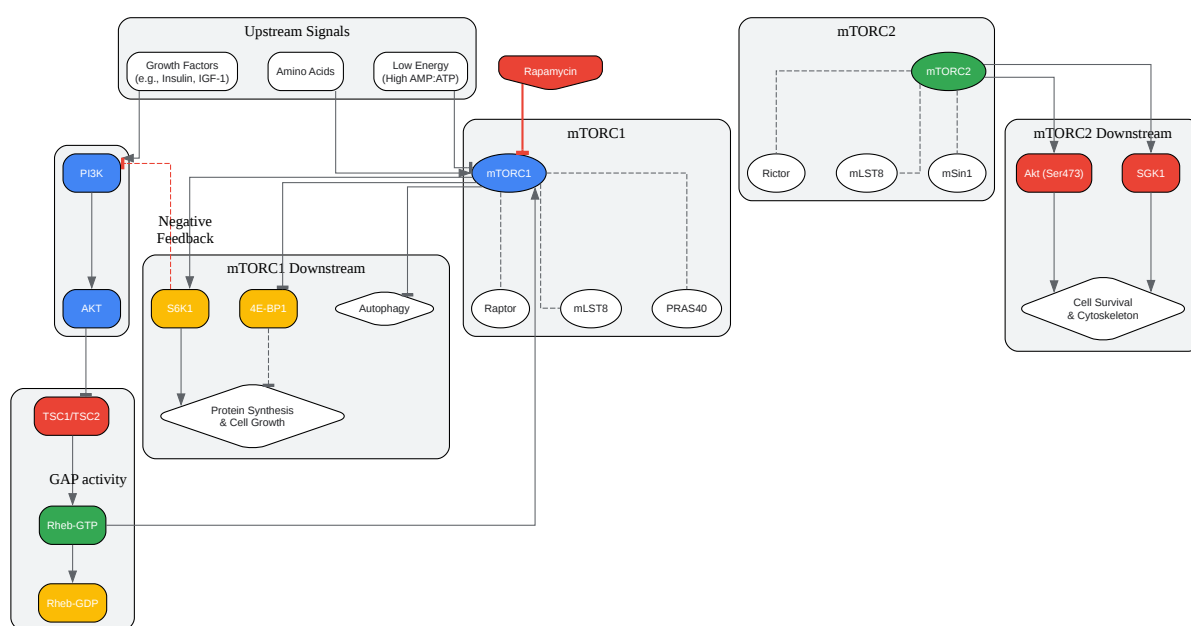 Upstream Signals
Growth Factors
(e.g., Insulin, IGF-1)
Amino Acids
Low Energy
(High AMP:ATP)
Rapamycin
mTORC2
mTORC2
Rictor
mLST8
mSin1
mTORC1
mTORC1
Raptor
mLST8
PRAS40
mTORC2 Downstream
Akt (Ser473)
SGK1
Cell Survival
& Cytoskeleton
PI3K
AKT
Negative
Feedback
mTORC1 Downstream
S6K1
4E-BP1
Autophagy
Protein Synthesis
& Cell Growth
TSC1/TSC2
GAP activity
Rheb-GTP
Rheb-GDP